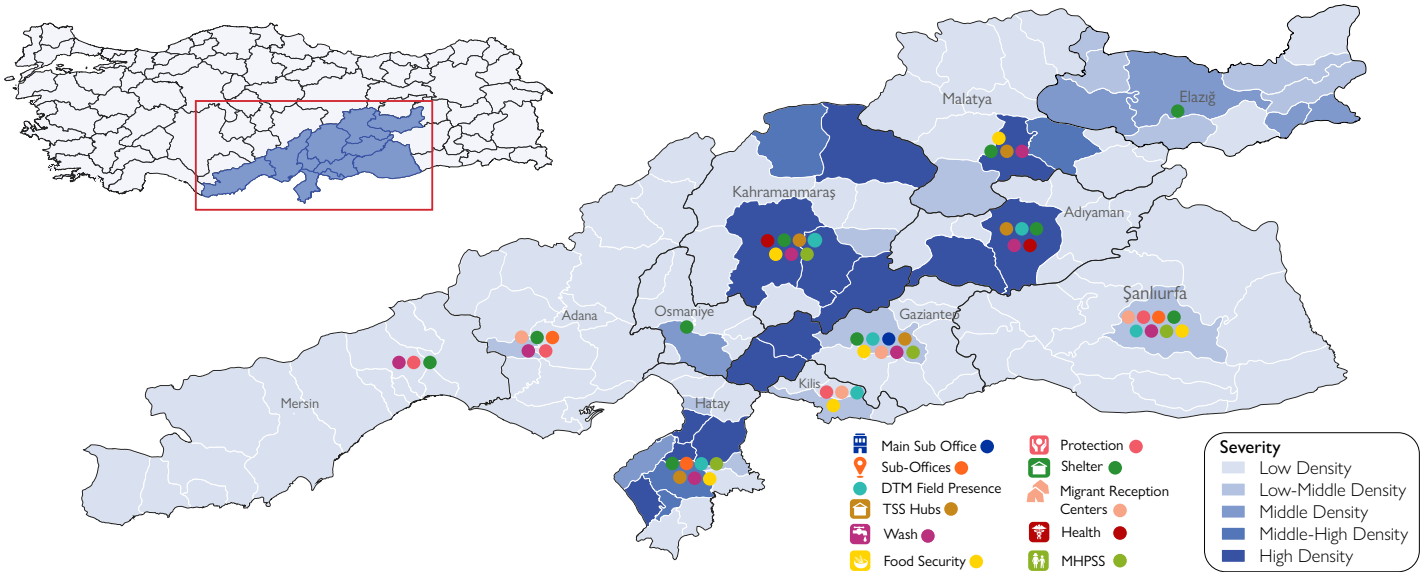 Malatya
Elazığ
Kahramanmaraş
Adıyaman
Şanlıurfa
Gaziantep
Osmaniye
Adana
Kilis
Hatay
Mersin
Main Sub Office
Sub-Offices
DTM Field Presence
TSS Hubs
Wash
Food Security
Protection
Shelter
Migrant Reception
Centers
Health
MHPSS
Severity
Low Density
Low-Middle Density
Middle Density
Middle-High Density
High Density